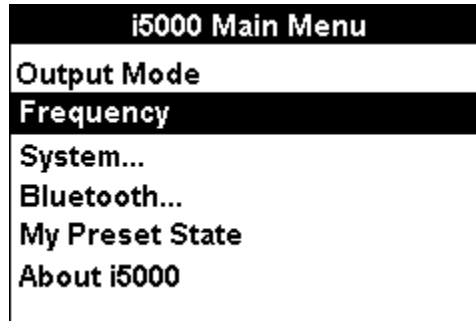 i5000 Main Menu
Output Mode
Frequency
System...
Bluetooth...
My Preset State
About i5000